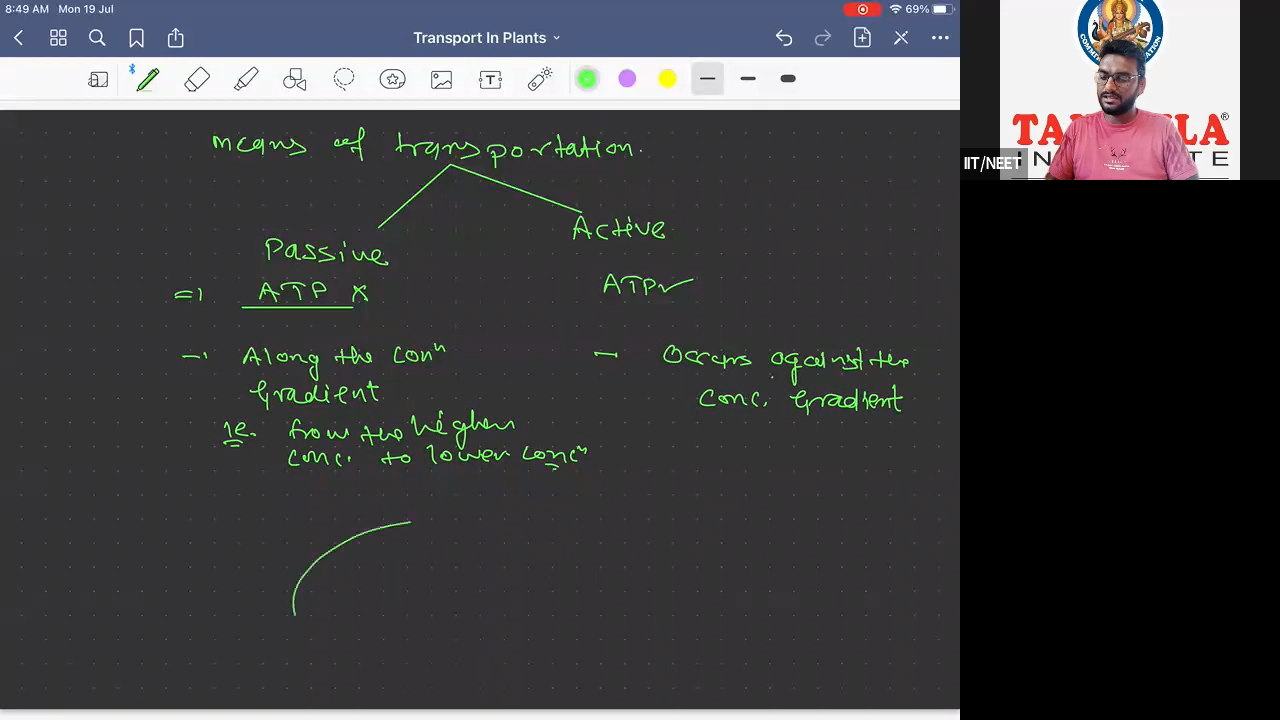 8:49 AM Mon 19 Jul
69%
Transport In Plants
T
means of transportation.
Passive
Active
=) ATP x
ATP✓
→ Along the conⁿ
Gradient
ie. from the higher
conc. to lower concⁿ
– Occurs against the
conc. Gradient
IIT/NEET